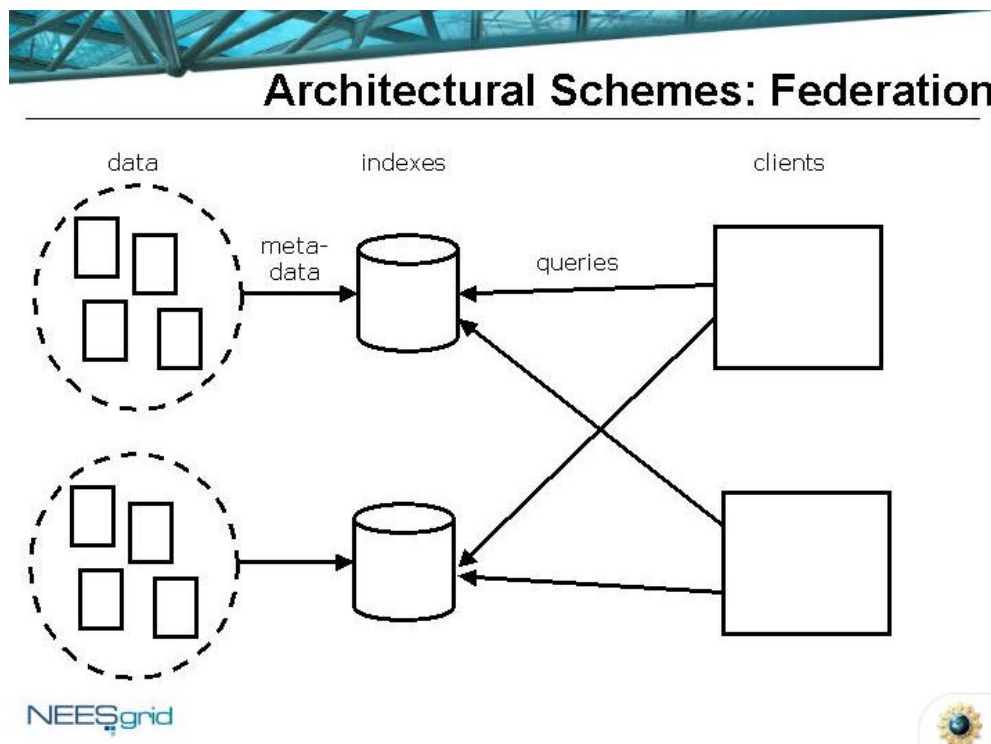 Architectural Schemes: Federation
data
indexes
clients
meta-
data
queries
NEESgrid